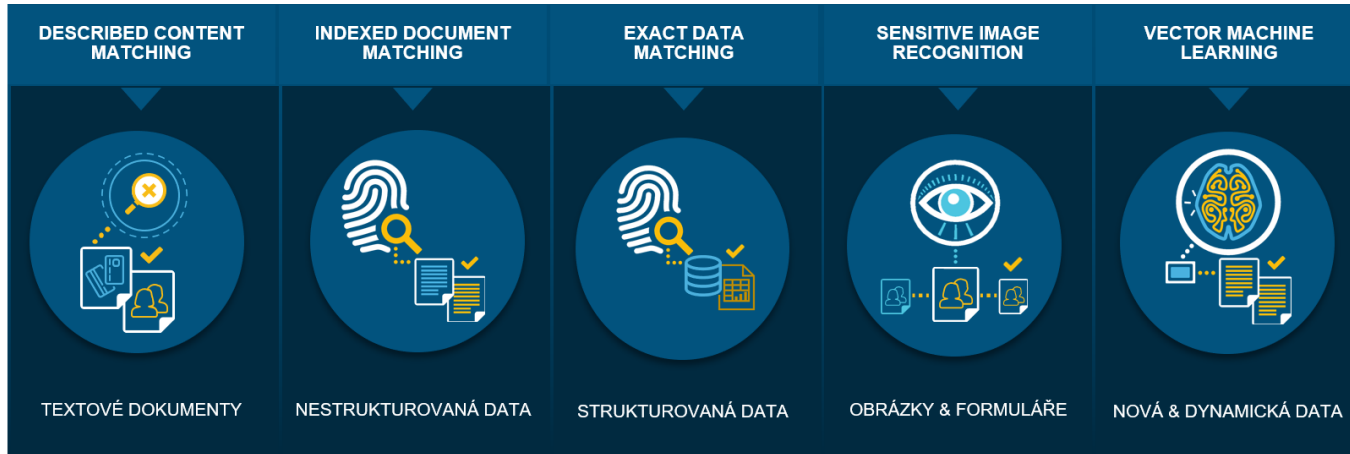 DESCRIBED CONTENT
MATCHING
INDEXED DOCUMENT
MATCHING
EXACT DATA
MATCHING
SENSITIVE IMAGE
RECOGNITION
VECTOR MACHINE
LEARNING
TEXTOVÉ DOKUMENTY
NESTRUKTUROVANÁ DATA
STRUKTUROVANÁ DATA
OBRÁZKY & FORMULÁŘE
NOVÁ & DYNAMICKÁ DATA